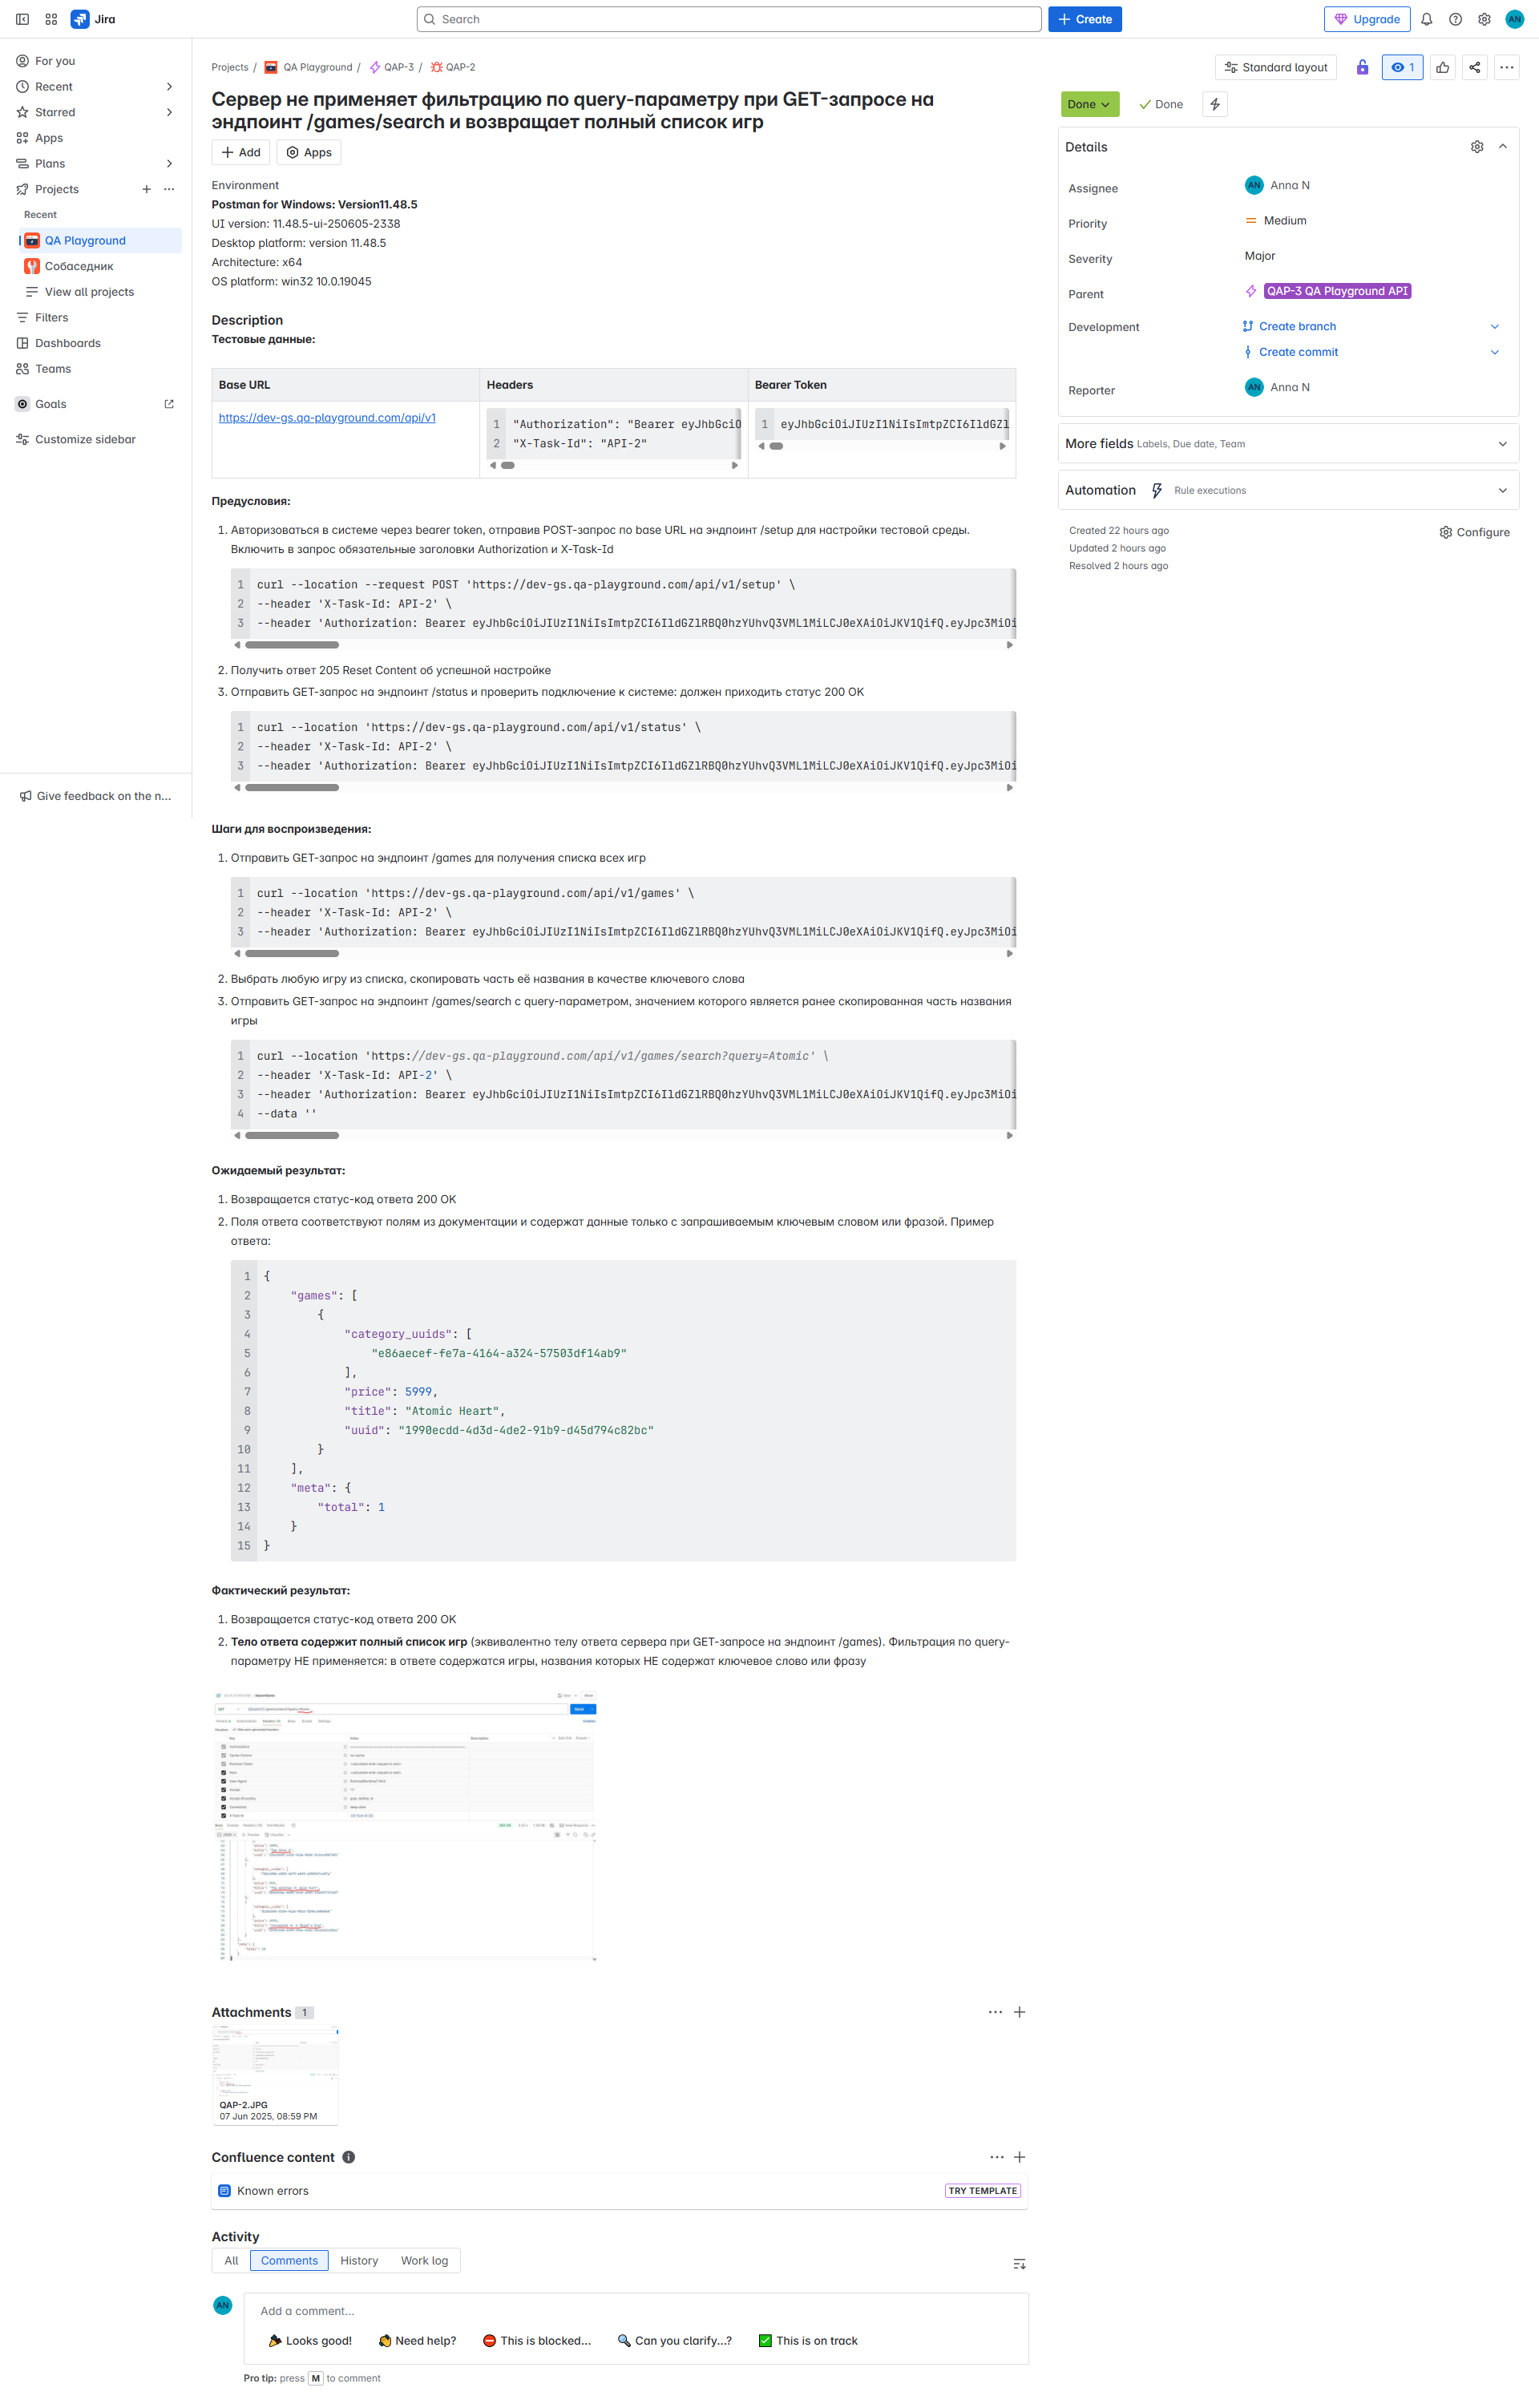 Jira
Search
Create
Upgrade
AN
For you
Recent
Starred
Apps
Plans
Projects
Recent
QA Playground
Собаседник
View all projects
Filters
Dashboards
Teams
Goals
Customize sidebar
Give feedback on the n...
Projects / QA Playground / QAP-3 / QAP-2
Сервер не применяет фильтрацию по query-параметру при GET-запросе на
эндпоинт /games/search и возвращает полный список игр
Add Apps
Environment
Postman for Windows: Version11.48.5
UI version: 11.48.5-ui-250605-2338
Desktop platform: version 11.48.5
Architecture: x64
OS platform: win32 10.0.19045
Description
Тестовые данные:
Base URL Headers Bearer Token
https://dev-gs.qa-playground.com/api/v1
1 "Authorization": "Bearer eyJhbGciO
2 "X-Task-Id": "API-2"
1 eyJhbGciOiJIUzI1NiIsImtpZCI6IldGZl
Предусловия:
1. Авторизоваться в системе через bearer token, отправив POST-запрос по base URL на эндпоинт /setup для настройки тестовой среды.
Включить в запрос обязательные заголовки Authorization и X-Task-Id
1 curl --location --request POST 'https://dev-gs.qa-playground.com/api/v1/setup' \
2 --header 'X-Task-Id: API-2' \
3 --header 'Authorization: Bearer eyJhbGciOiJIUzI1NiIsImtpZCI6IldGZlRBQ0hzYUhvQ3VML1MiLCJ0eXAiOiJKV1QifQ.eyJpc3MiOi
2. Получить ответ 205 Reset Content об успешной настройке
3. Отправить GET-запрос на эндпоинт /status и проверить подключение к системе: должен приходить статус 200 OK
1 curl --location 'https://dev-gs.qa-playground.com/api/v1/status' \
2 --header 'X-Task-Id: API-2' \
3 --header 'Authorization: Bearer eyJhbGciOiJIUzI1NiIsImtpZCI6IldGZlRBQ0hzYUhvQ3VML1MiLCJ0eXAiOiJKV1QifQ.eyJpc3MiOi
Шаги для воспроизведения:
1. Отправить GET-запрос на эндпоинт /games для получения списка всех игр
1 curl --location 'https://dev-gs.qa-playground.com/api/v1/games' \
2 --header 'X-Task-Id: API-2' \
3 --header 'Authorization: Bearer eyJhbGciOiJIUzI1NiIsImtpZCI6IldGZlRBQ0hzYUhvQ3VML1MiLCJ0eXAiOiJKV1QifQ.eyJpc3MiOi
2. Выбрать любую игру из списка, скопировать часть её названия в качестве ключевого слова
3. Отправить GET-запрос на эндпоинт /games/search с query-параметром, значением которого является ранее скопированная часть названия
игры
1 curl --location 'https://dev-gs.qa-playground.com/api/v1/games/search?query=Atomic' \
2 --header 'X-Task-Id: API-2' \
3 --header 'Authorization: Bearer eyJhbGciOiJIUzI1NiIsImtpZCI6IldGZlRBQ0hzYUhvQ3VML1MiLCJ0eXAiOiJKV1QifQ.eyJpc3MiOi
4 --data ''
Ожидаемый результат:
1. Возвращается статус-код ответа 200 OK
2. Поля ответа соответствуют полям из документации и содержат данные только с запрашиваемым ключевым словом или фразой. Пример
ответа:
1 {
2 "games": [
3 {
4 "category_uuids": [
5 "e86aecef-fe7a-4164-a324-57503df14ab9"
6 ],
7 "price": 5999,
8 "title": "Atomic Heart",
9 "uuid": "1990ecdd-4d3d-4de2-91b9-d45d794c82bc"
10 }
11 ],
12 "meta": {
13 "total": 1
14 }
15 }
Фактический результат:
1. Возвращается статус-код ответа 200 OK
2. Тело ответа содержит полный список игр (эквивалентно телу ответа сервера при GET-запросе на эндпоинт /games). Фильтрация по query-
параметру НЕ применяется: в ответе содержатся игры, названия которых НЕ содержат ключевое слово или фразу
Attachments 1
QAP-2.JPG
07 Jun 2025, 08:59 PM
Confluence content
Known errors TRY TEMPLATE
Activity
All Comments History Work log
AN Add a comment...
Looks good! Need help? This is blocked... Can you clarify...? This is on track
Pro tip: press M to comment
Standard layout 1
Done Done
Details
Assignee AN Anna N
Priority Medium
Severity Major
Parent QAP-3 QA Playground API
Development Create branch
Create commit
Reporter AN Anna N
More fields Labels, Due date, Team
Automation Rule executions
Created 22 hours ago Configure
Updated 2 hours ago
Resolved 2 hours ago